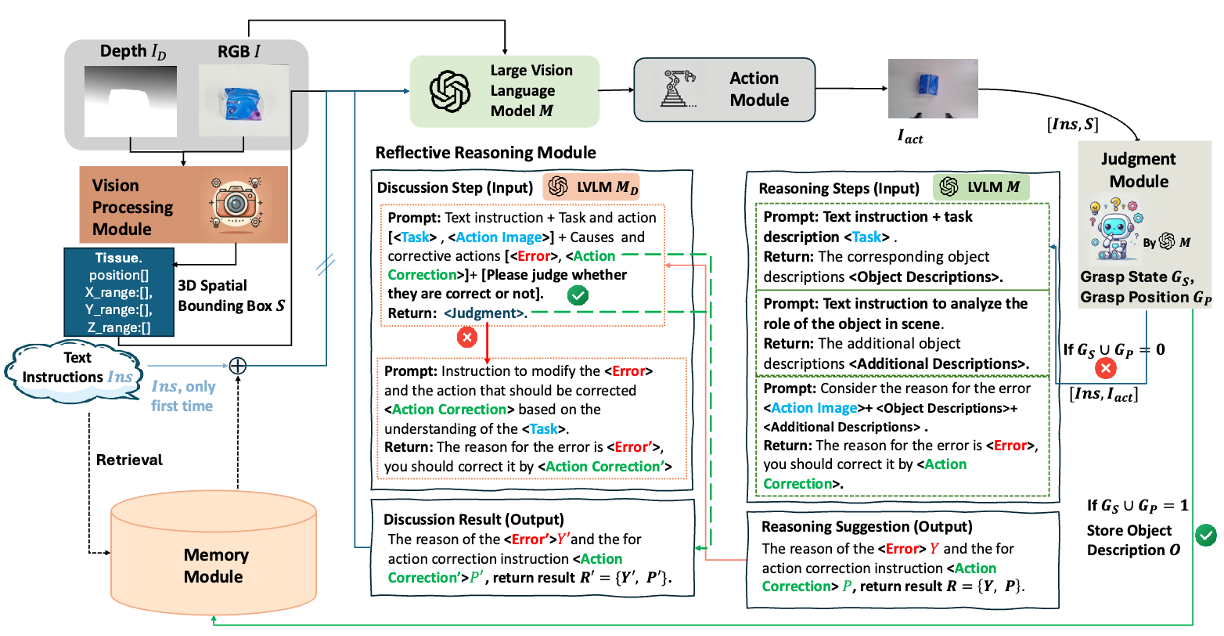 Depth I_D
RGB I
Large Vision
Language
Model M
Action
Module
I_act
[Ins, S]
Judgment
Module
By M
Grasp State G_S,
Grasp Position G_P
Vision
Processing
Module
Tissue.
position[]
X_range:[],
Y_range:[],
Z_range:[]
3D Spatial
Bounding Box S
Text
Instructions Ins
Ins, only
first time
Retrieval
Memory
Module
Reflective Reasoning Module
Discussion Step (Input)
LVLM M_D
Prompt: Text instruction + Task and action
[<Task> , <Action Image>] + Causes and
corrective actions [<Error>, <Action
Correction>]+ [Please judge whether
they are correct or not].
Return: <Judgment>.
Prompt: Instruction to modify the <Error>
and the action that should be corrected
<Action Correction> based on the
understanding of the <Task>.
Return: The reason for the error is <Error'>,
you should correct it by <Action Correction'>
Discussion Result (Output)
The reason of the <Error'>Y' and the for
action correction instruction <Action
Correction'>P', return result R' = {Y', P'}.
Reasoning Steps (Input)
LVLM M
Prompt: Text instruction + task
description <Task> .
Return: The corresponding object
descriptions <Object Descriptions>.
Prompt: Text instruction to analyze the
role of the object in scene.
Return: The additional object
descriptions <Additional Descriptions>.
Prompt: Consider the reason for the error
<Action Image>+ <Object Descriptions>+
<Additional Descriptions> .
Return: The reason for the error is <Error>,
you should correct it by <Action
Correction>.
Reasoning Suggestion (Output)
The reason of the <Error> Y and the for
action correction instruction <Action
Correction> P, return result R = {Y, P}.
If G_S ∪ G_P = 0
[Ins, I_act]
If G_S ∪ G_P = 1
Store Object
Description O